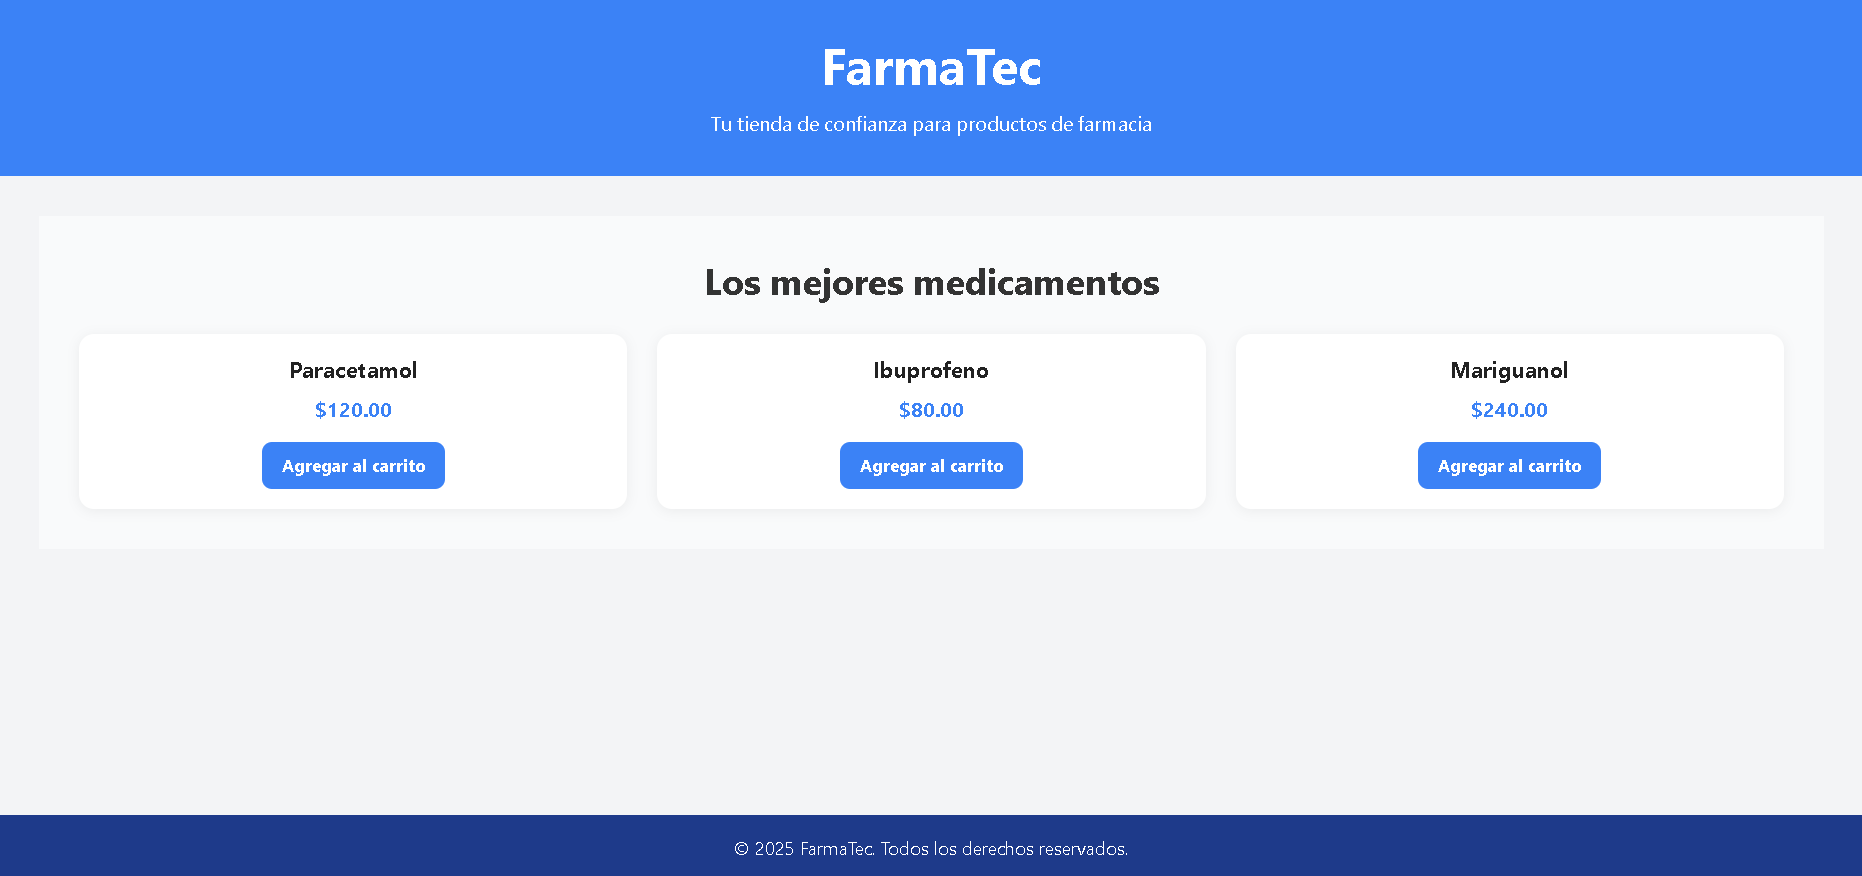 FarmaTec
Tu tienda de confianza para productos de farmacia
Los mejores medicamentos
Paracetamol
$120.00
Agregar al carrito
Ibuprofeno
$80.00
Agregar al carrito
Mariguanol
$240.00
Agregar al carrito
© 2025 FarmaTec. Todos los derechos reservados.